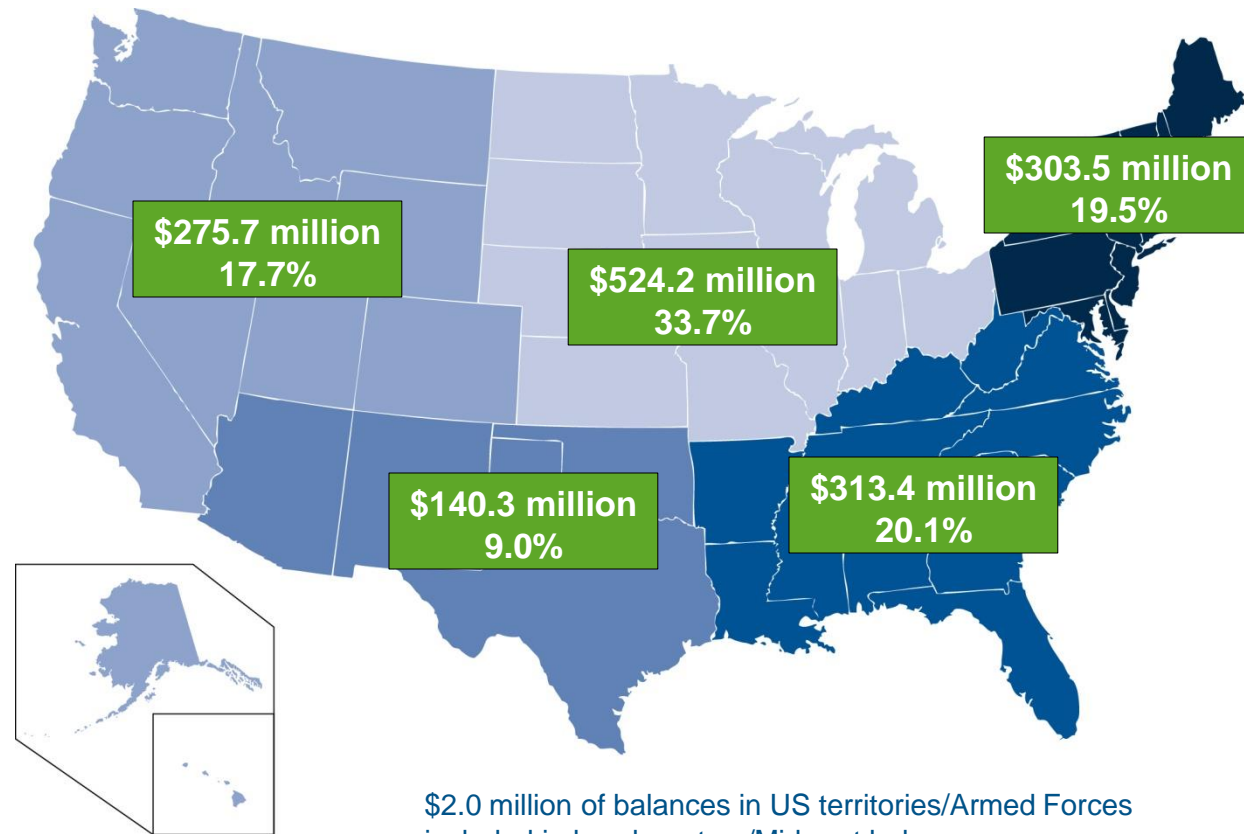 $303.5 million
19.5%
$275.7 million
17.7%
$524.2 million
33.7%
$140.3 million
9.0%
$313.4 million
20.1%
$2.0 million of balances in US territories/Armed Forces